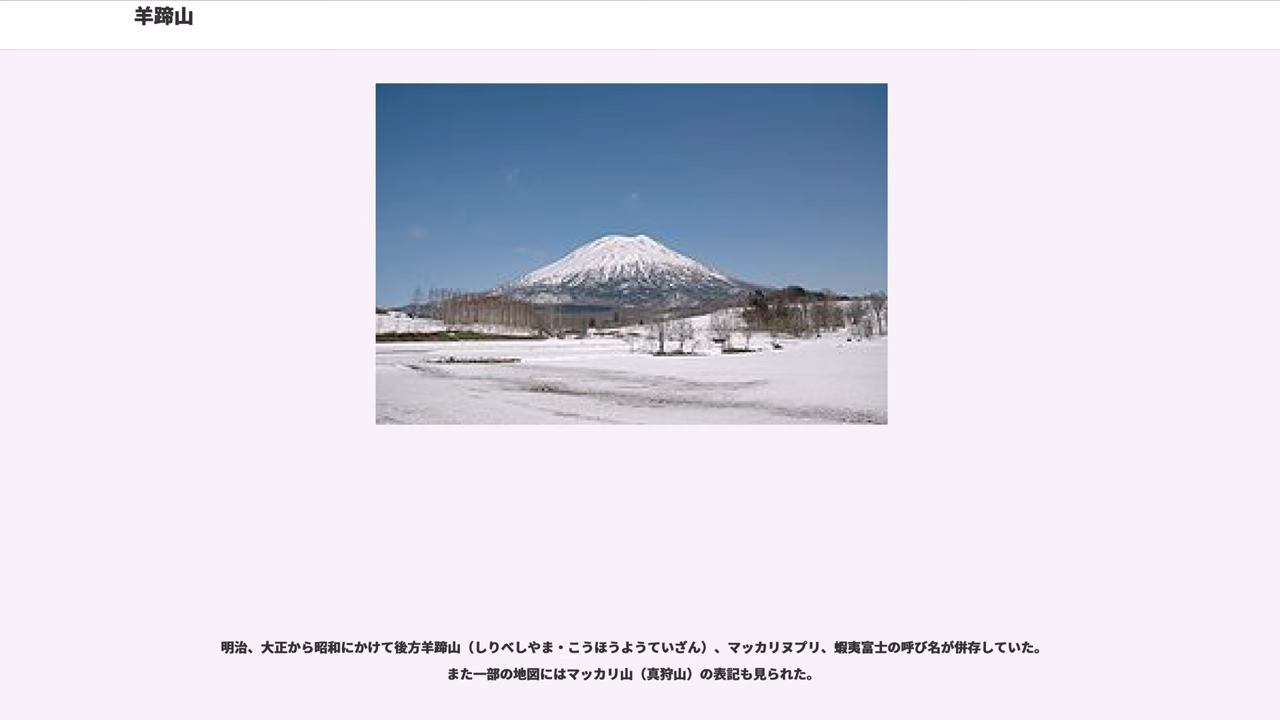 羊蹄山
明治、大正から昭和にかけて後方羊蹄山（しりべしやま・こうほうようていざん）、マッカリヌプリ、蝦夷富士の呼び名が併存していた。
また一部の地図にはマッカリ山（真狩山）の表記も見られた。